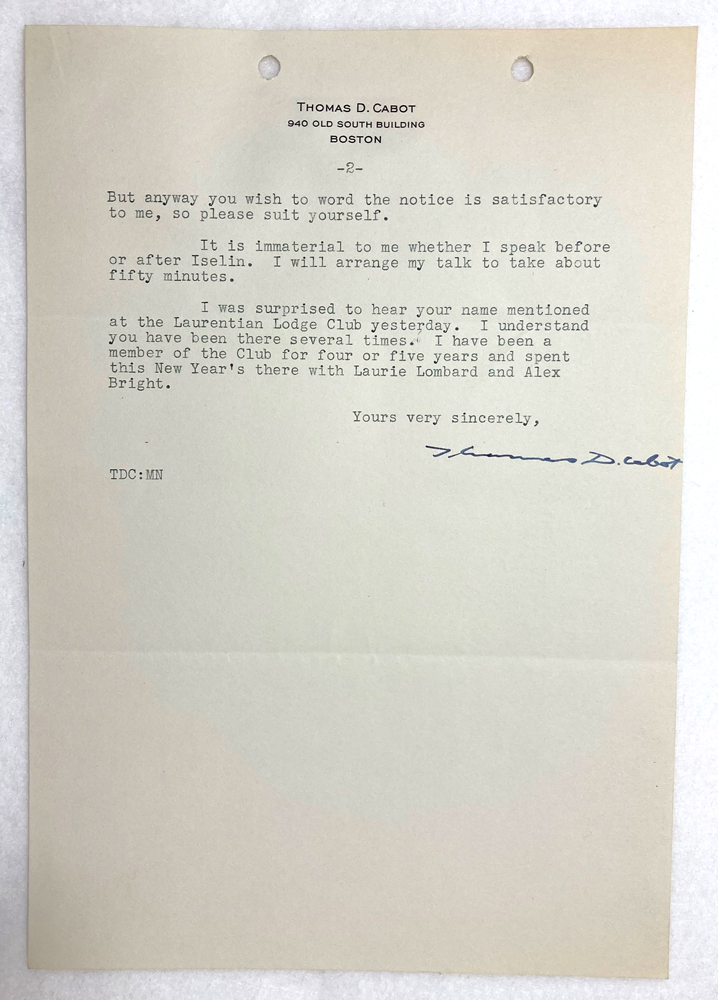 THOMAS D. CABOT
940 OLD SOUTH BUILDING
BOSTON
-2-
But anyway you wish to word the notice is satisfactory
to me, so please suit yourself.
It is immaterial to me whether I speak before
or after Iselin. I will arrange my talk to take about
fifty minutes.
I was surprised to hear your name mentioned
at the Laurentian Lodge Club yesterday. I understand
you have been there several times. I have been a
member of the Club for four or five years and spent
this New Year's there with Laurie Lombard and Alex
Bright.
Yours very sincerely,
Thomas D. Cabot
TDC:MN